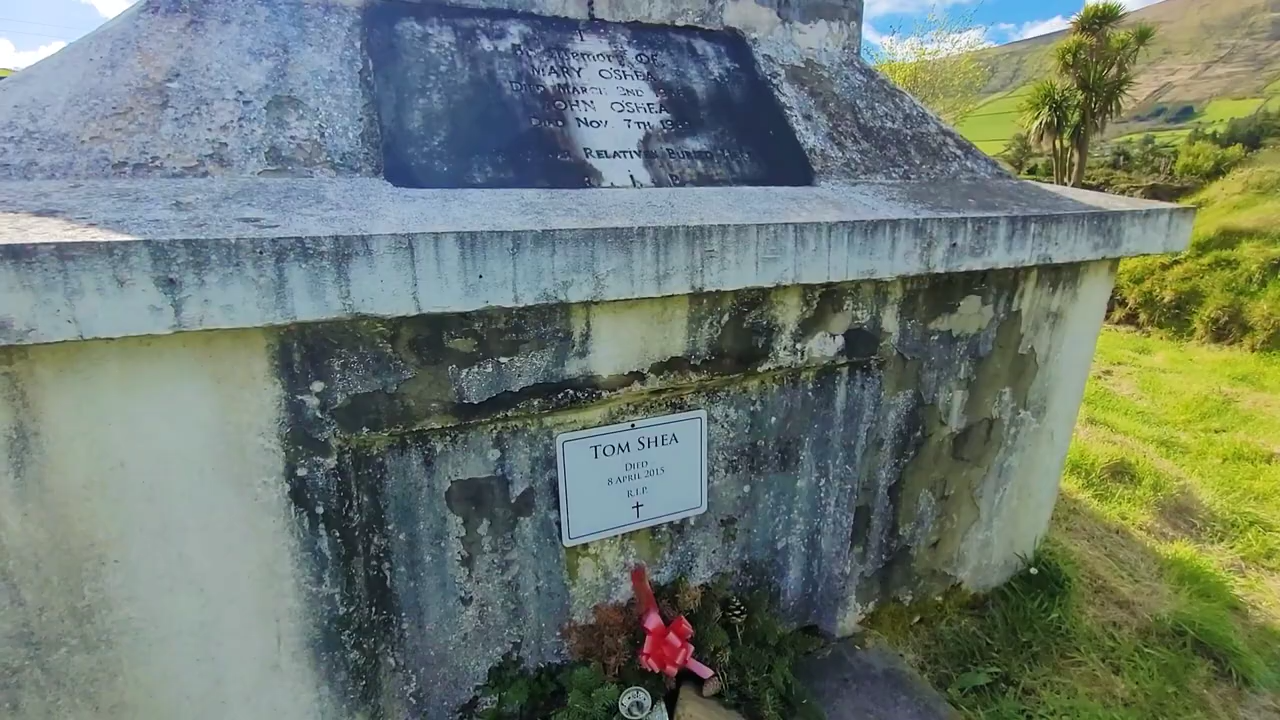 In Memory Of
Mary O'Shea
Died March 2nd
John O'Shea
Died Nov. 7th
Relatives Buried
R.I.P.
Tom Shea
Died
8 April 2015
R.I.P.